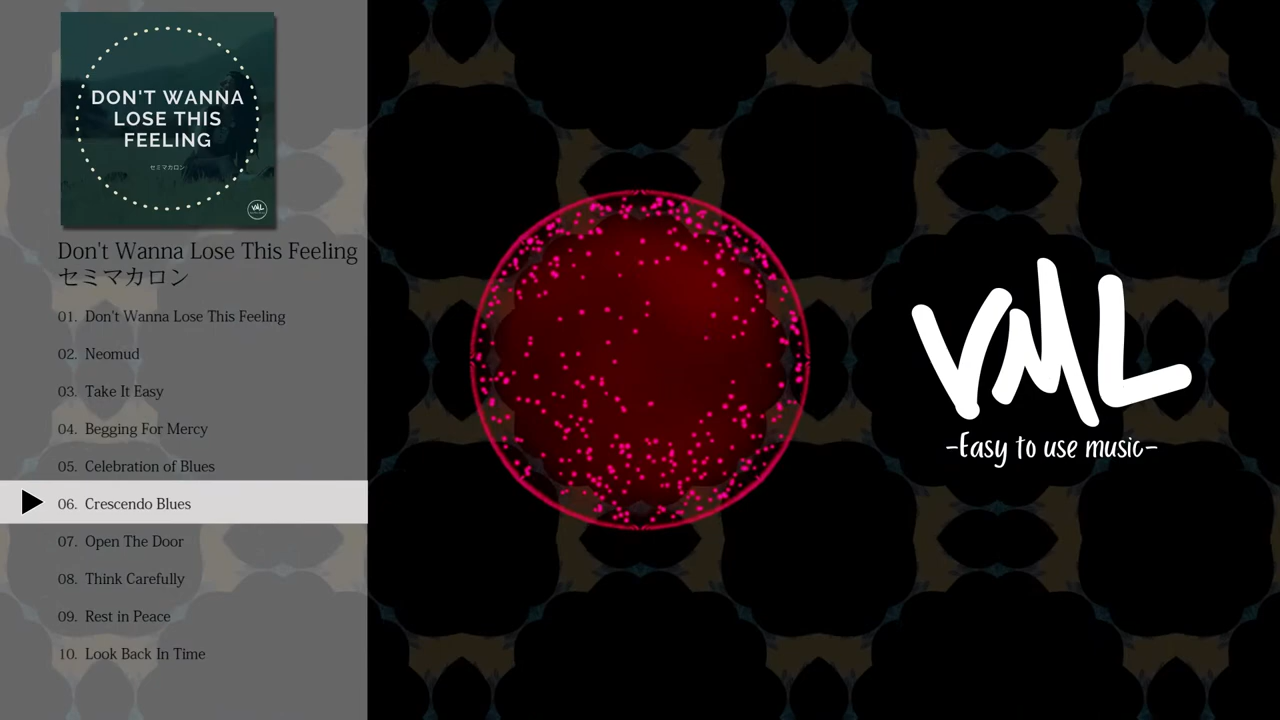 DON'T WANNA
LOSE THIS
FEELING
セミマカロン
VML
Don't Wanna Lose This Feeling
セミマカロン
01. Don't Wanna Lose This Feeling
02. Neomud
03. Take It Easy
04. Begging For Mercy
05. Celebration of Blues
06. Crescendo Blues
07. Open The Door
08. Think Carefully
09. Rest in Peace
10. Look Back In Time
VML
-Easy to use music-